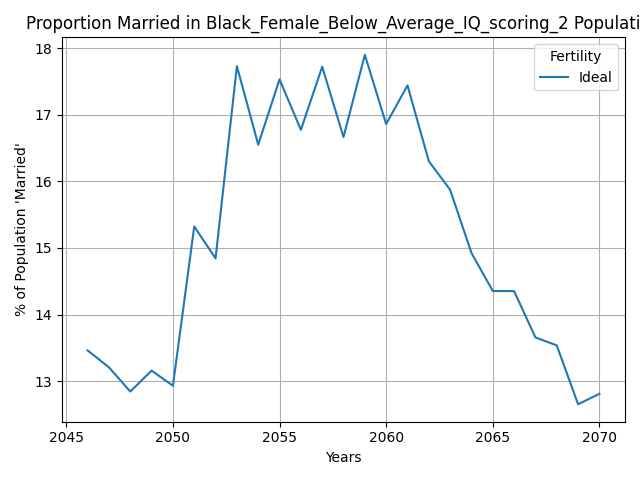 Proportion Married in Black_Female_Below_Average_IQ_scoring_2 Populati
18
17
16
15
14
13
% of Population 'Married'
Fertility
Ideal
2045 2050 2055 2060 2065 2070
Years